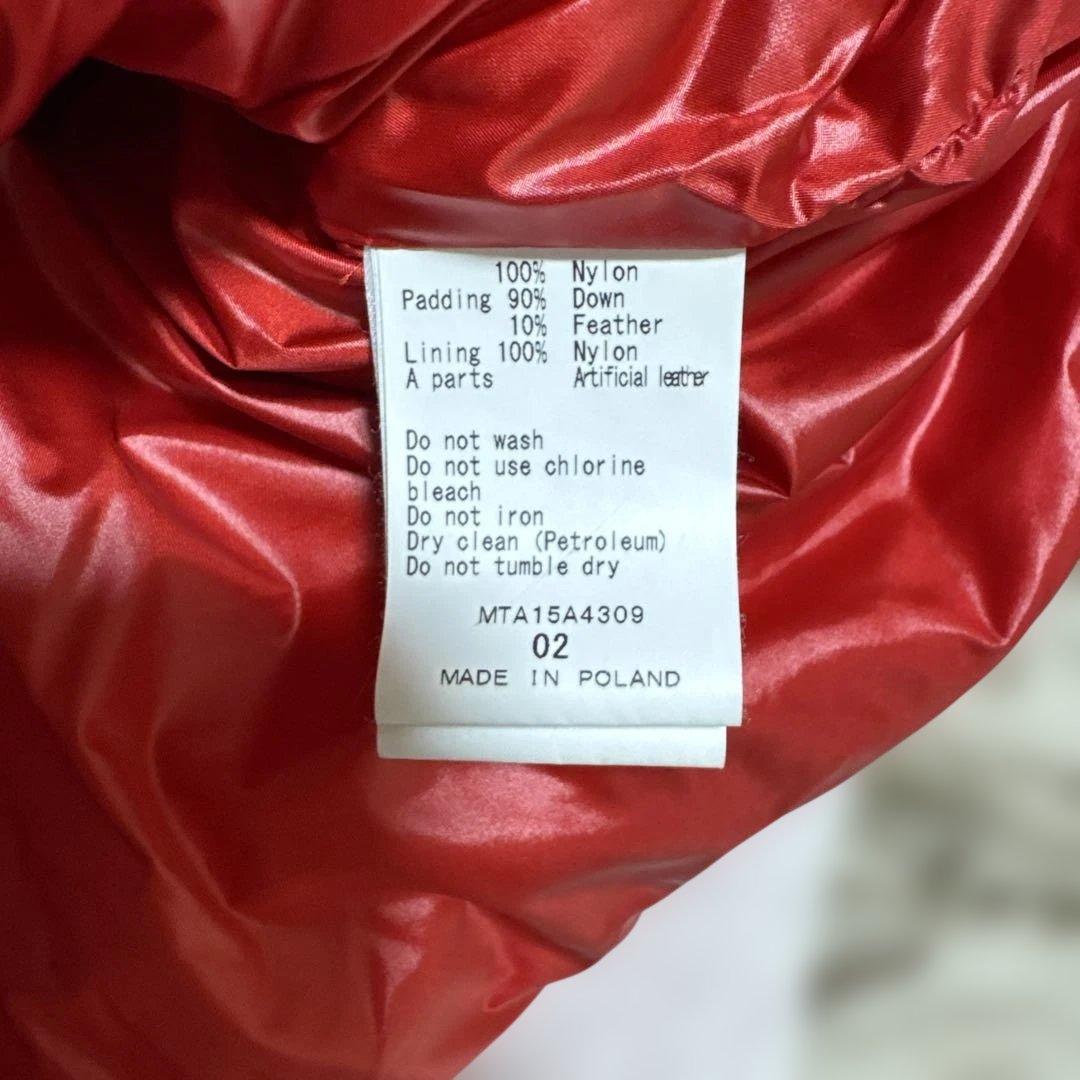 100% Nylon
Padding 90% Down
10% Feather
Lining 100% Nylon
A parts Artificial leather
Do not wash
Do not use chlorine
bleach
Do not iron
Dry clean (Petroleum)
Do not tumble dry
MTA15A4309
02
MADE IN POLAND